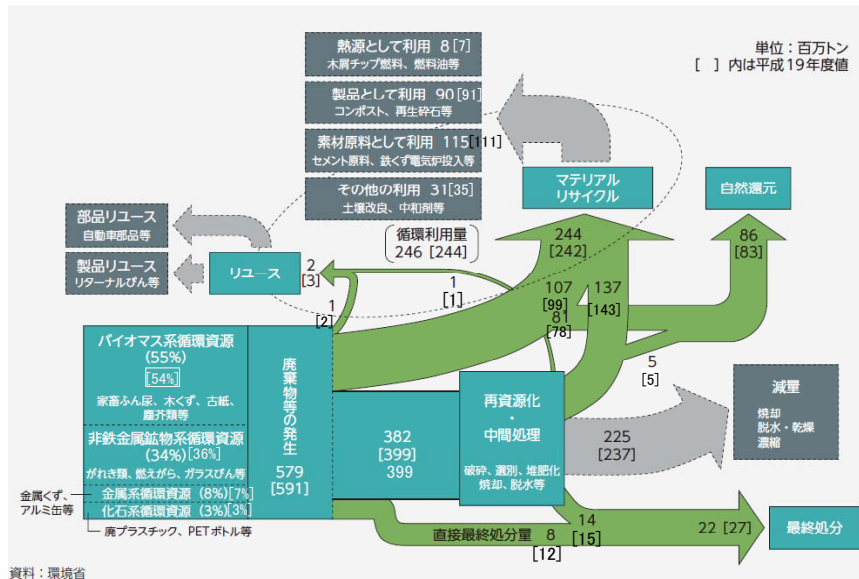 熱源として利用 8 [7]
木屑チップ燃料、燃料油等
単位：百万トン
[ ] 内は平成19年度値
製品として利用 90 [91]
コンポスト、再生砕石等
素材原料として利用 115 [111]
セメント原料、鉄くず電気炉投入等
その他の利用 31 [35]
土壌改良、中和剤等
マテリアル
リサイクル
自然還元
部品リユース
自動車部品等
製品リユース
リターナルびん等
リユース
循環利用量
246 [244]
244
[242]
86
[83]
2
[3]
1
[1]
1
[2]
107
[99]
137
[143]
81
[78]
5
[5]
バイオマス系循環資源
(55%)
[54%]
家畜ふん尿、木くず、古紙、
塵芥類等
非鉄金属鉱物系循環資源
(34%) [36%]
がれき類、燃えがら、ガラスびん等
金属くず、
アルミ缶等
金属系循環資源 (8%) [7%]
化石系循環資源 (3%) [3%]
廃プラスチック、PETボトル等
廃棄物等の発生
579
[591]
382
[399]
399
再資源化
・
中間処理
破砕、選別、堆肥化
焼却、脱水等
225
[237]
減量
焼却
脱水・乾燥
濃縮
直接最終処分量 8
[12]
14
[15]
22 [27]
最終処分
資料：環境省